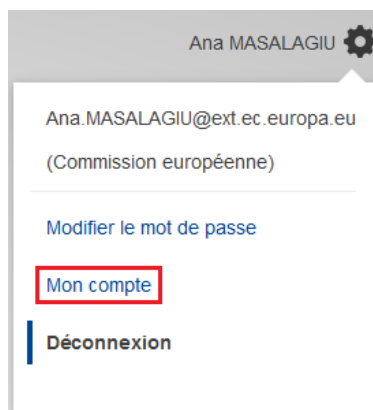 Ana MASALAGIU
Ana.MASALAGIU@ext.ec.europa.eu
(Commission européenne)
Modifier le mot de passe
Mon compte
Déconnexion